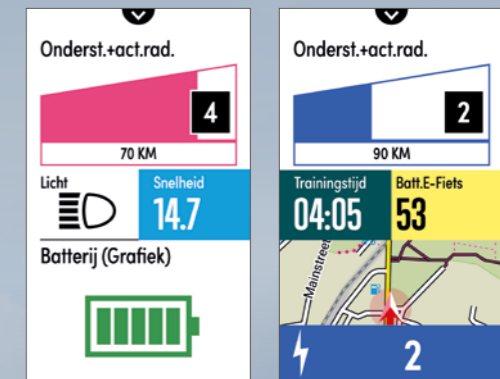 Onderst.+act.rad.
4
70 KM
Licht
Snelheid
14.7
Batterij (Grafiek)
Onderst.+act.rad.
2
90 KM
Trainingstijd
04:05
Batt.E-Fiets
53
Mainstreet
2